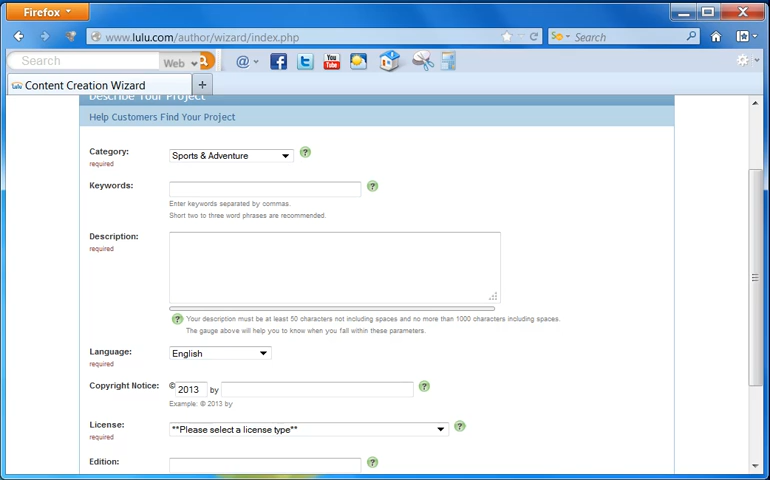 Firefox
www.lulu.com/author/wizard/index.php
Search
Search
Web
@
You
Tube
Content Creation Wizard
Describe Your Project
Help Customers Find Your Project
Category:
required
Sports & Adventure
?
Keywords:
?
Enter keywords separated by commas.
Short two to three word phrases are recommended.
Description:
required
? Your description must be at least 50 characters not including spaces and no more than 1000 characters including spaces.
The gauge above will help you to know when you fall within these parameters.
Language:
required
English
Copyright Notice:
© 2013 by
?
Example: © 2013 by
License:
required
**Please select a license type**
?
Edition:
?